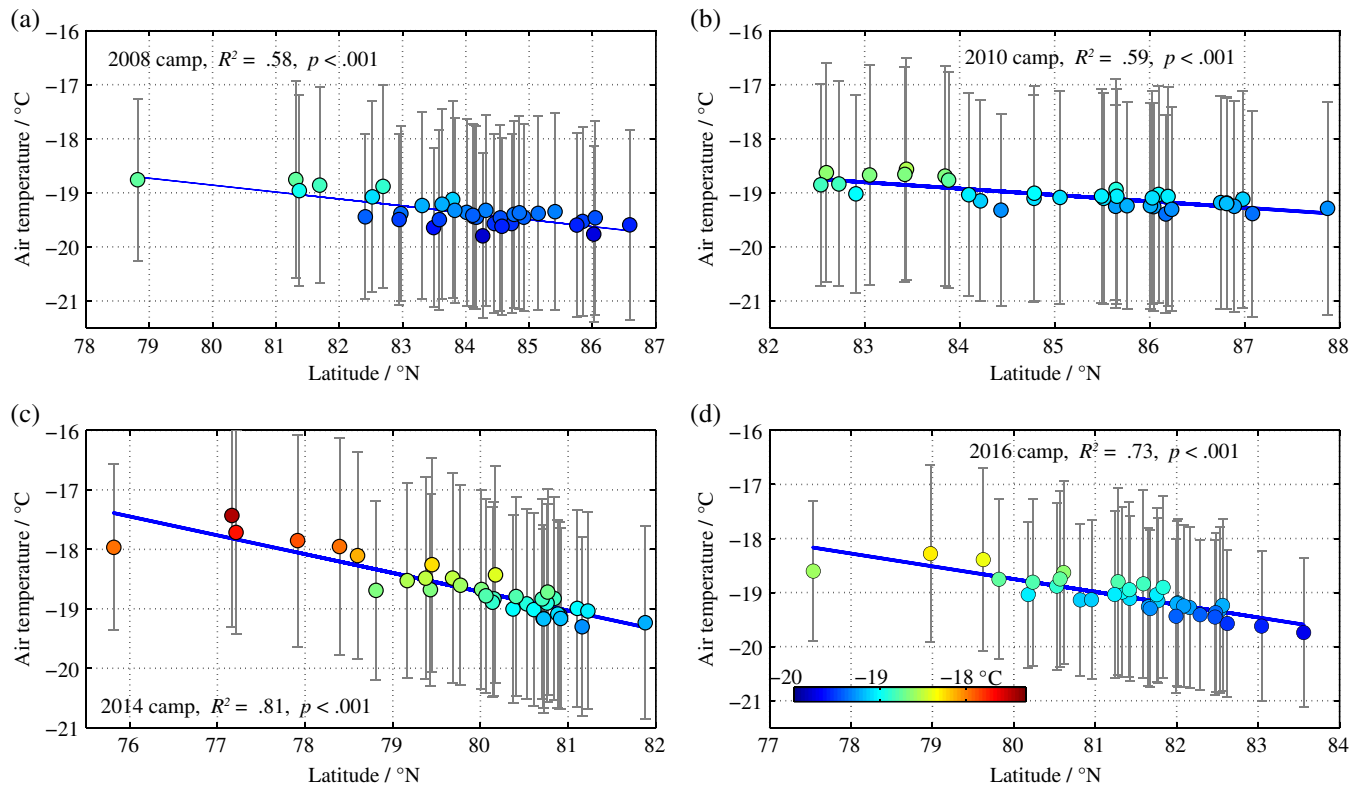 (a)
2008 camp, R² = .58, p < .001
−16
−17
−18
−19
−20
−21
Air temperature / °C
78 79 80 81 82 83 84 85 86 87
Latitude / °N
(b)
2010 camp, R² = .59, p < .001
−16
−17
−18
−19
−20
−21
Air temperature / °C
82 83 84 85 86 87 88
Latitude / °N
(c)
−16
−17
−18
−19
−20
−21
Air temperature / °C
2014 camp, R² = .81, p < .001
76 77 78 79 80 81 82
Latitude / °N
(d)
2016 camp, R² = .73, p < .001
−16
−17
−18
−19
−20
−21
Air temperature / °C
−20 −19 −18 °C
77 78 79 80 81 82 83 84
Latitude / °N